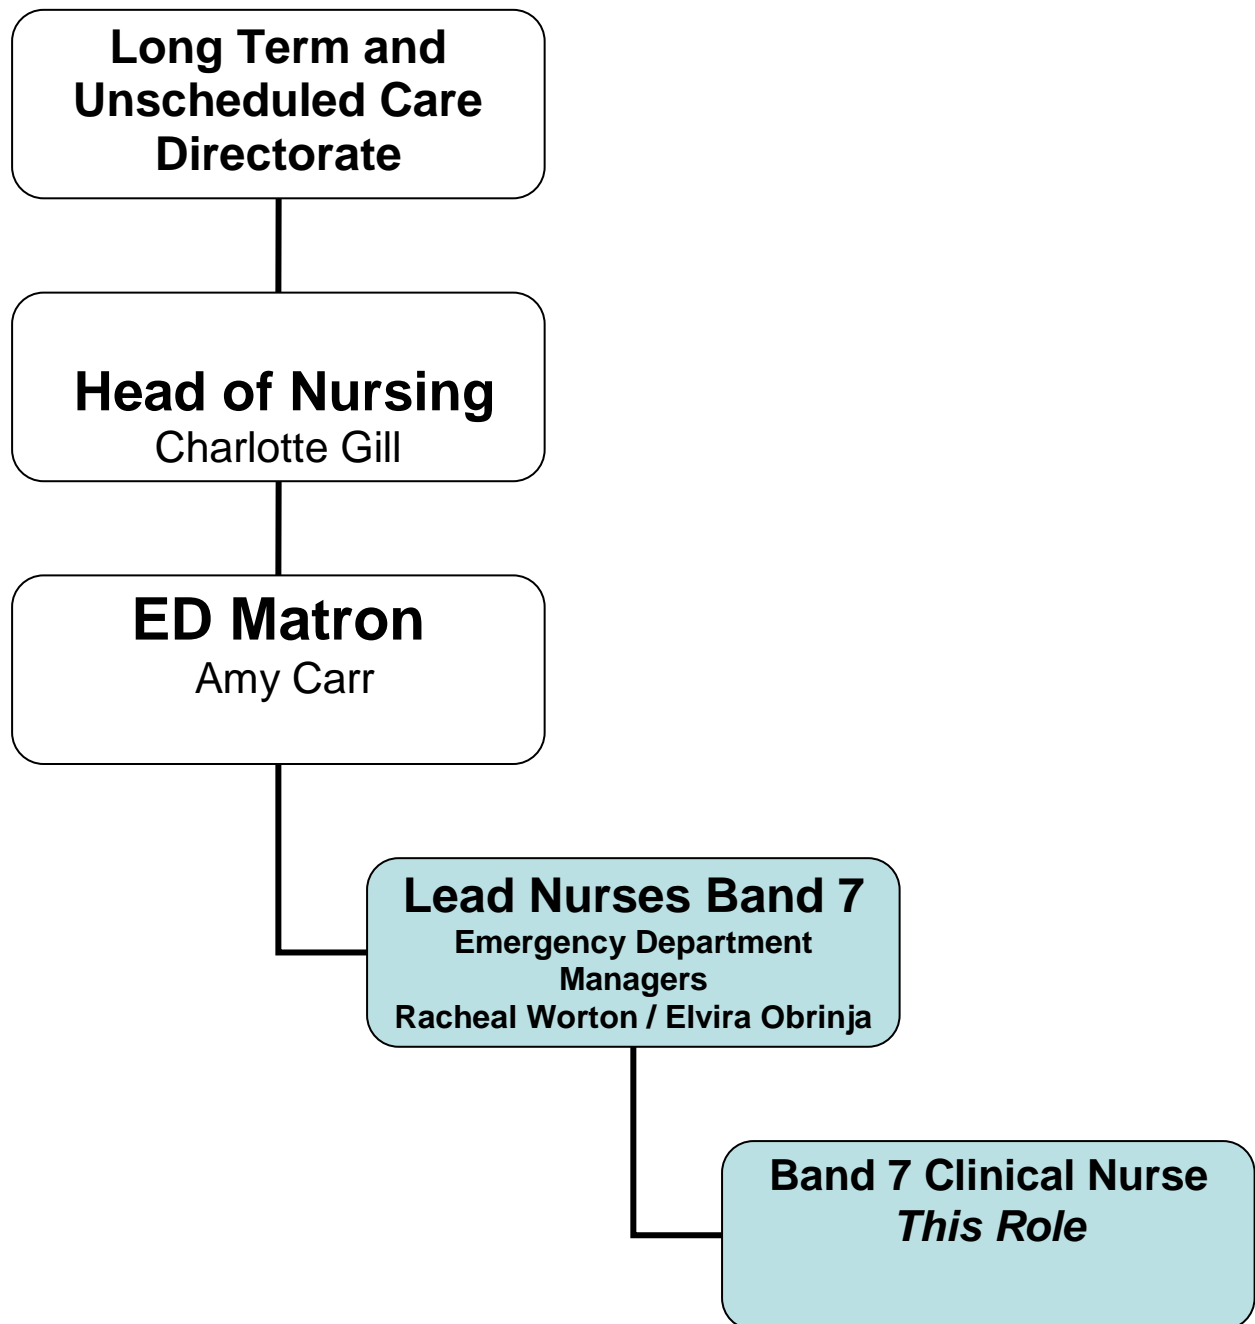 Long Term and
Unscheduled Care
Directorate
Head of Nursing
Charlotte Gill
ED Matron
Amy Carr
Lead Nurses Band 7
Emergency Department
Managers
Racheal Worton / Elvira Obrinja
Band 7 Clinical Nurse
This Role